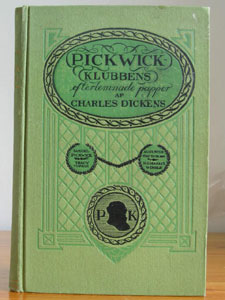 PICKWICK
KLUBBENS
efterlemnade papper
AF
CHARLES DICKENS
P K